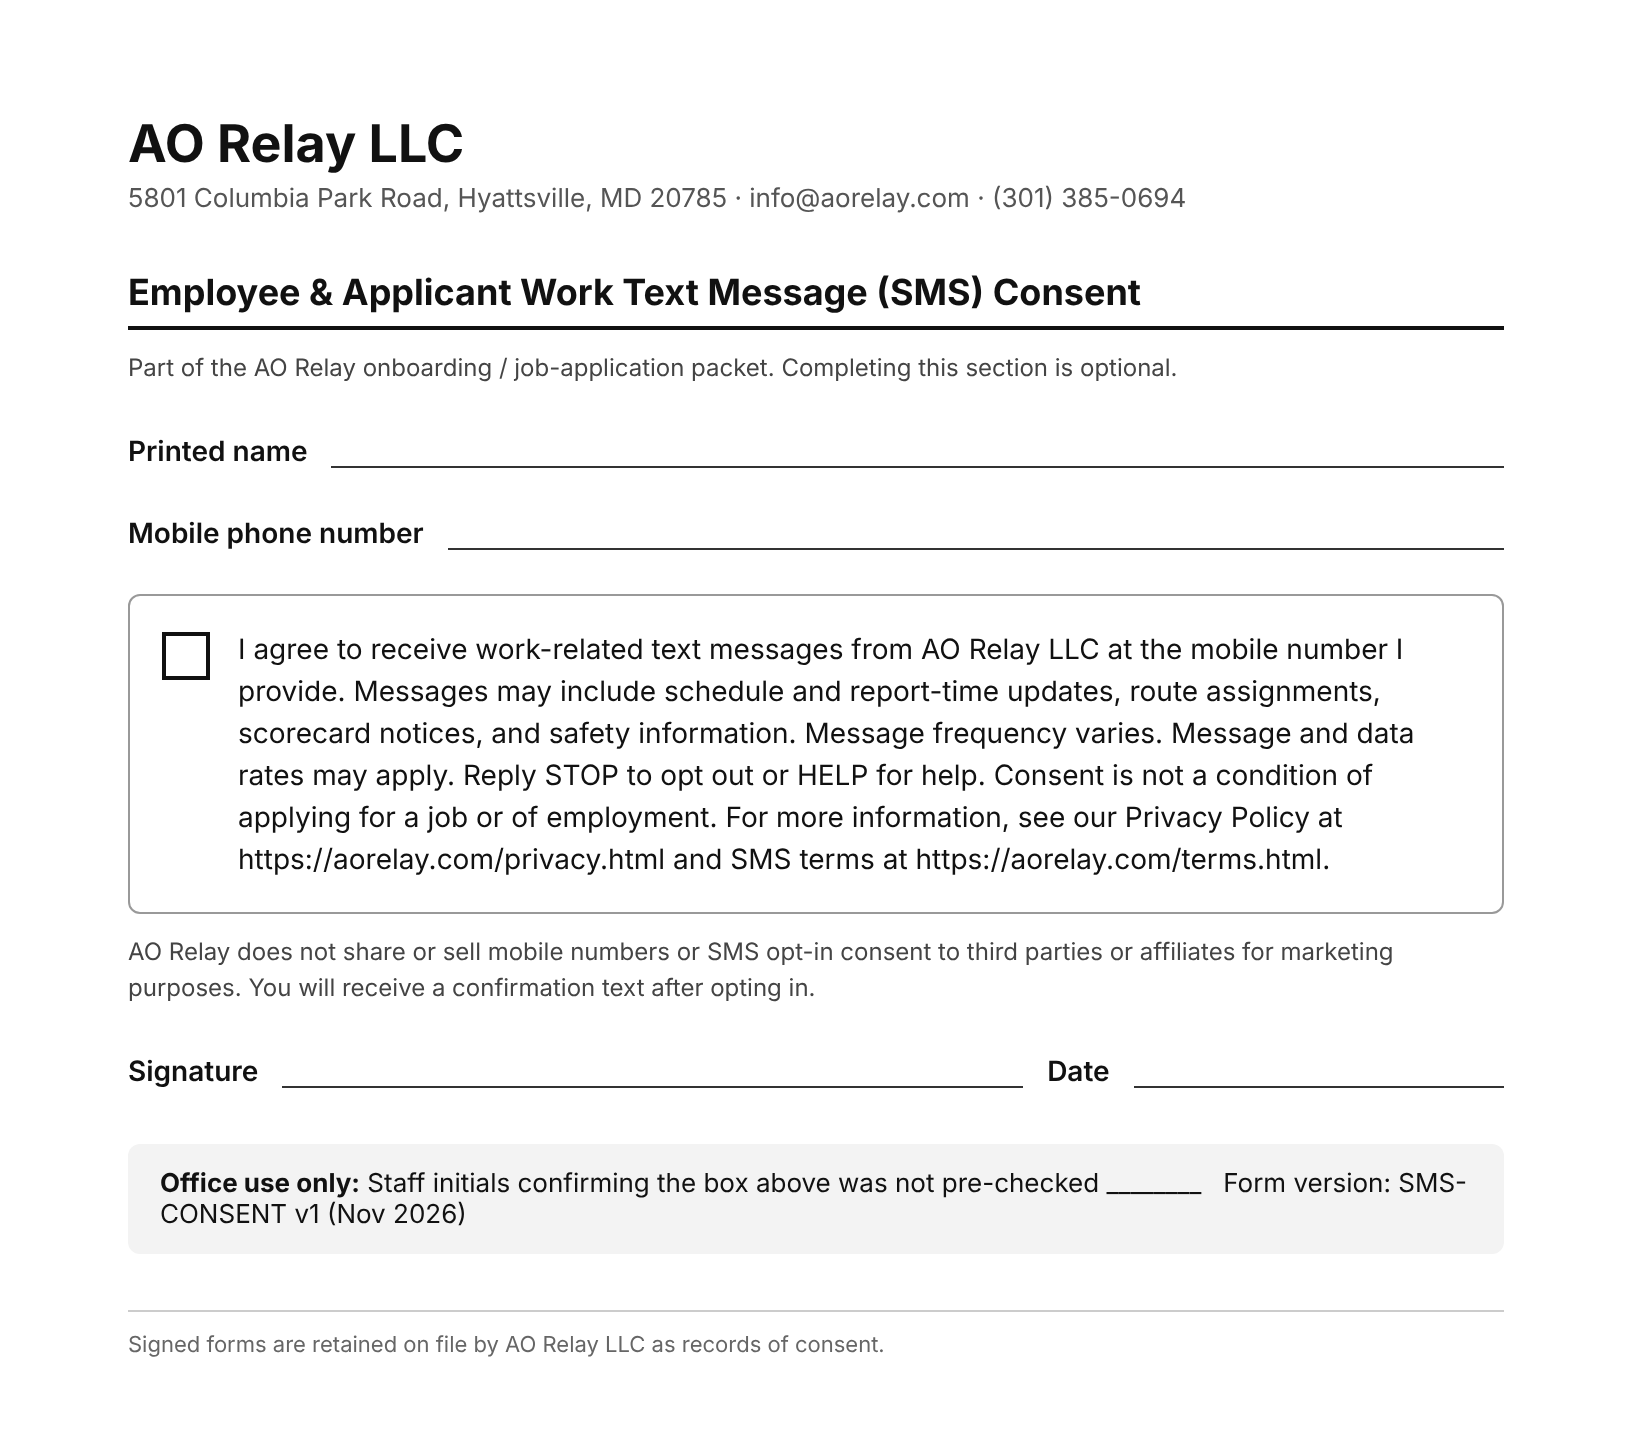 AO Relay LLC
5801 Columbia Park Road, Hyattsville, MD 20785 · info@aorelay.com · (301) 385-0694
Employee & Applicant Work Text Message (SMS) Consent
Part of the AO Relay onboarding / job-application packet. Completing this section is optional.
Printed name
Mobile phone number
I agree to receive work-related text messages from AO Relay LLC at the mobile number I
provide. Messages may include schedule and report-time updates, route assignments,
scorecard notices, and safety information. Message frequency varies. Message and data
rates may apply. Reply STOP to opt out or HELP for help. Consent is not a condition of
applying for a job or of employment. For more information, see our Privacy Policy at
https://aorelay.com/privacy.html and SMS terms at https://aorelay.com/terms.html.
AO Relay does not share or sell mobile numbers or SMS opt-in consent to third parties or affiliates for marketing
purposes. You will receive a confirmation text after opting in.
Signature Date
Office use only: Staff initials confirming the box above was not pre-checked ________ Form version: SMS-
CONSENT v1 (Nov 2026)
Signed forms are retained on file by AO Relay LLC as records of consent.